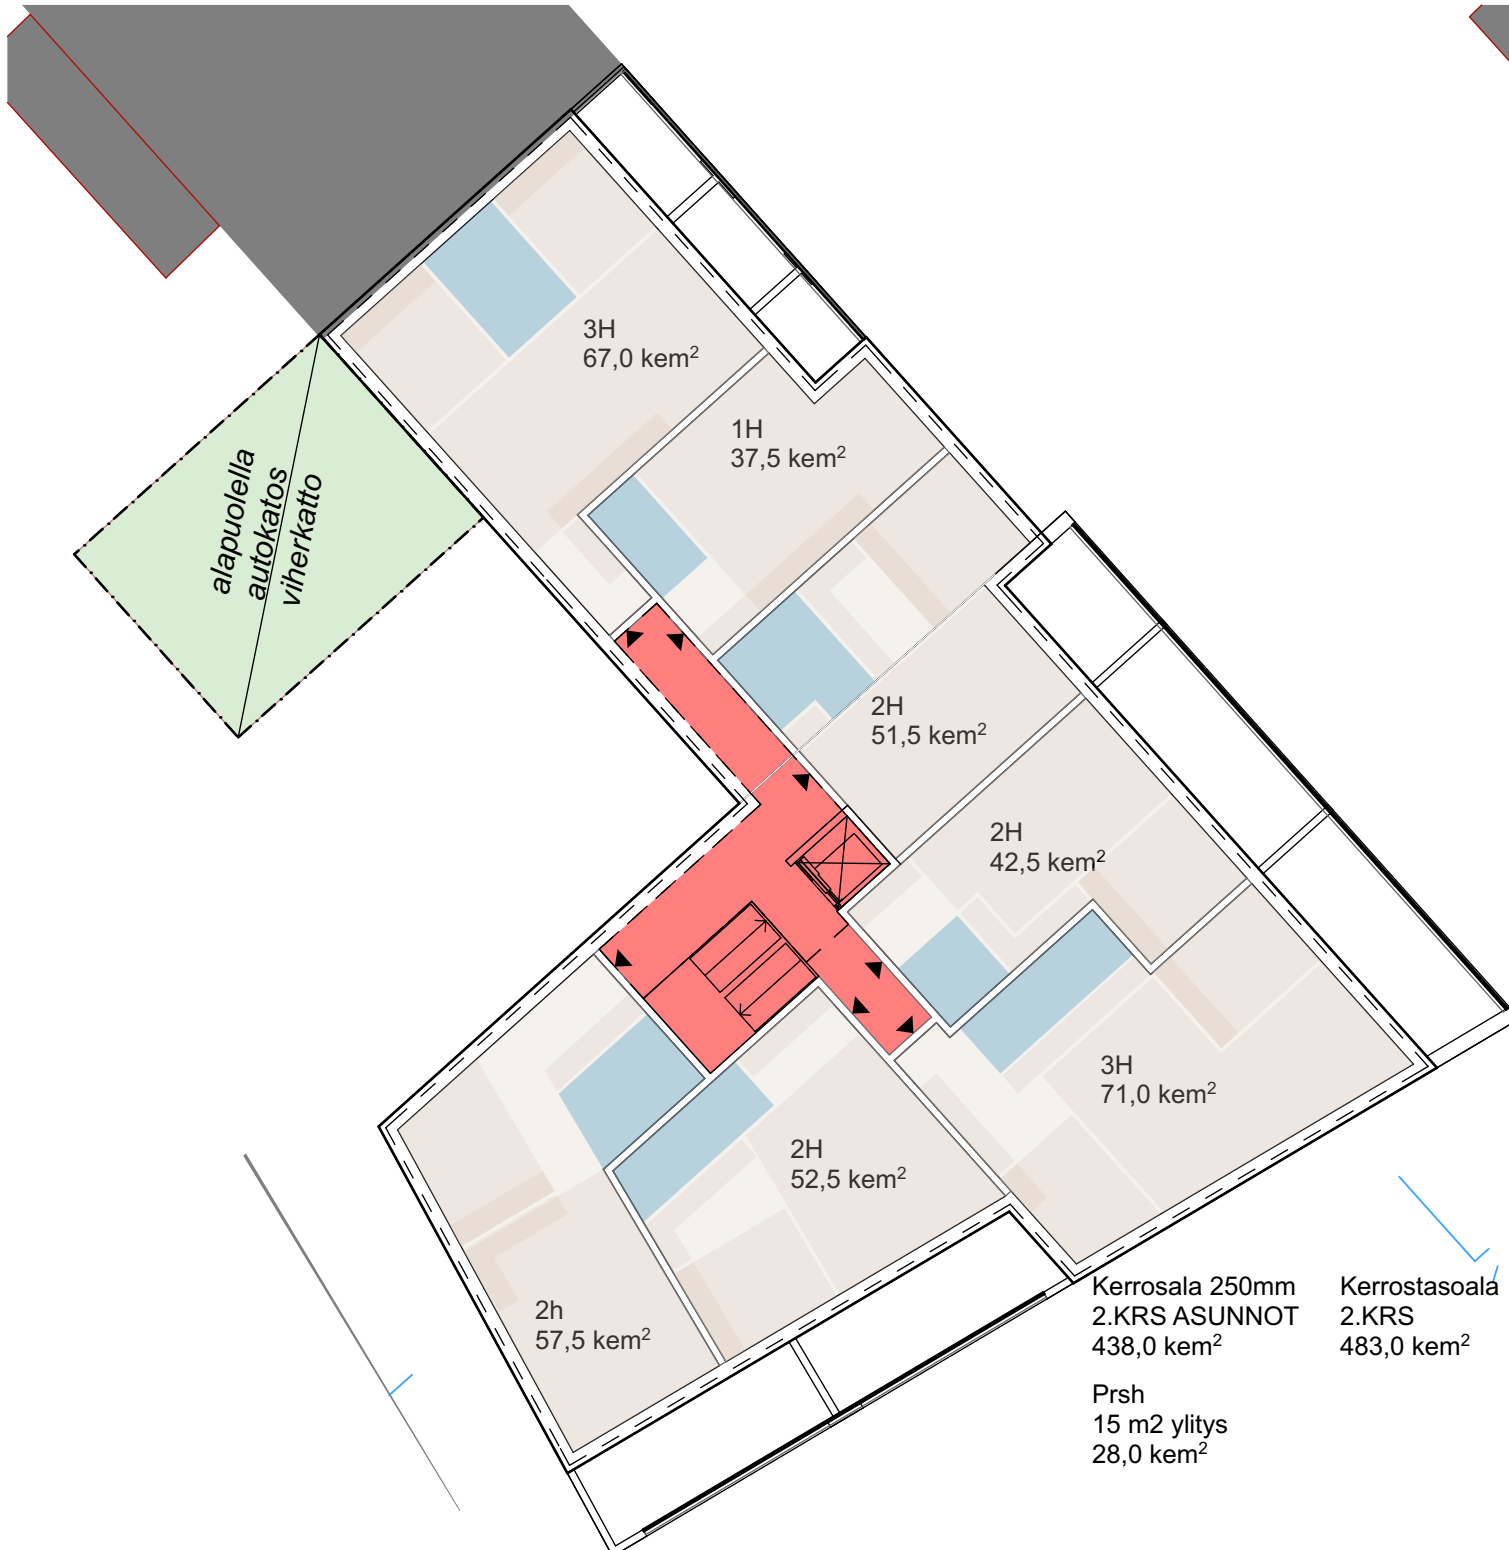 3H
67,0 kem²
1H
37,5 kem²
alapuolella
autokatos
viherkatto
2H
51,5 kem²
2H
42,5 kem²
3H
71,0 kem²
2H
52,5 kem²
2h
57,5 kem²
Kerrosala 250mm
2.KRS ASUNNOT
438,0 kem²
Kerrostasoala
2.KRS
483,0 kem²
Prsh
15 m2 ylitys
28,0 kem²